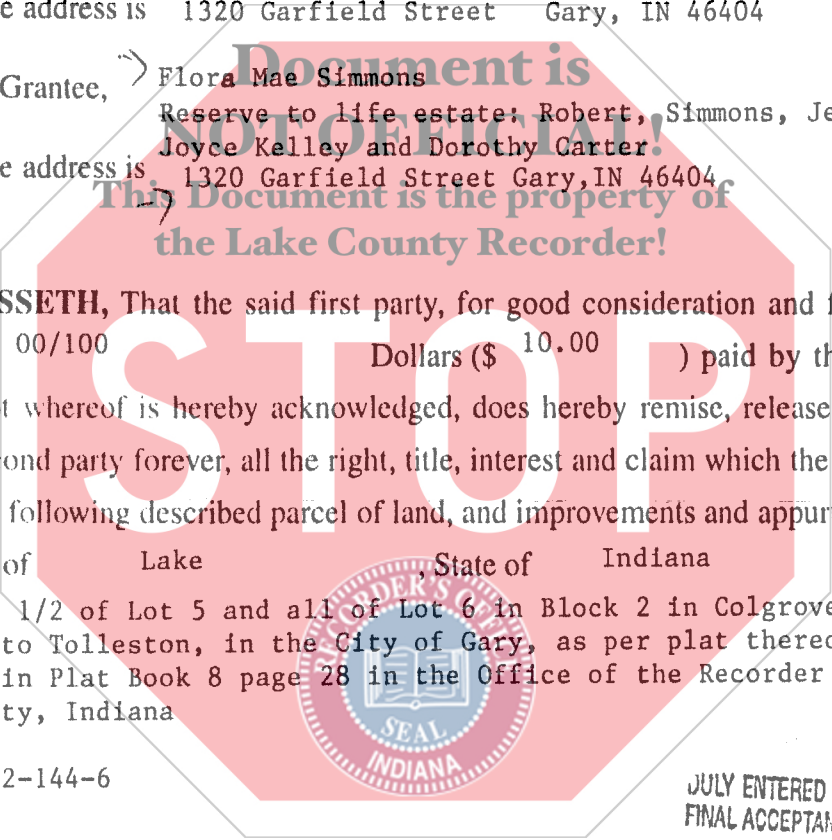 e address is 1320 Garfield Street Gary, IN 46404
Document is
Grantee, Flora Mae Simmons
Reserve to life estate: Robert, Simmons, Je
NOT OFFICIAL!
Joyce Kelley and Dorothy Carter
e address is 1320 Garfield Street Gary,IN 46404
This Document is the property of
the Lake County Recorder!
SSETH, That the said first party, for good consideration and f
00/100 Dollars ($ 10.00 ) paid by th
STOP
t whereof is hereby acknowledged, does hereby remise, release
ond party forever, all the right, title, interest and claim which the
following described parcel of land, and improvements and appur
of Lake , State of Indiana
RECORDER'S OFFICE
1/2 of Lot 5 and all of Lot 6 in Block 2 in Colgrove
to Tolleston, in the City of Gary, as per plat thereo
in Plat Book 8 page 28 in the Office of the Recorder
ty, Indiana
SEAL
INDIANA
2-144-6
DULY ENTERED
FINAL ACCEPTAN